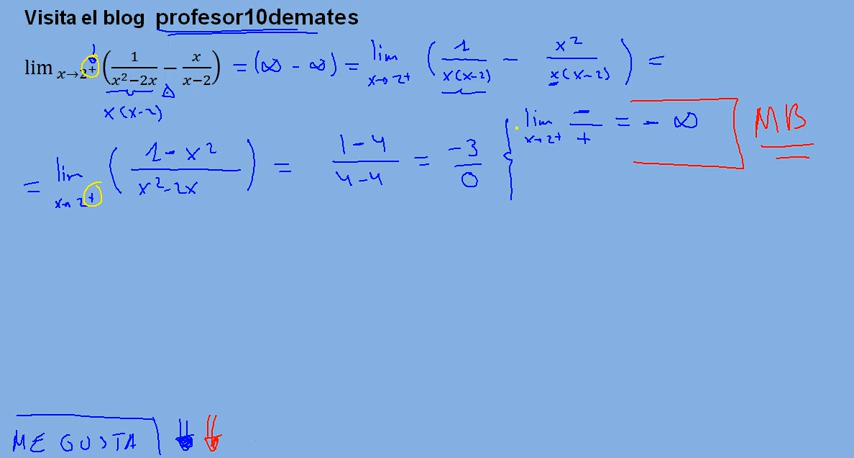 Visita el blog profesor10demates
lim x→2⁺ (1/(x²−2x) − x/(x−2)) = (∞ − ∞) = lim x→2⁺ (1/(x(x−2)) − x²/(x(x−2))) =
x(x−2)
= lim x→2⁺ ((1−x²)/(x²−2x)) = (1−4)/(4−4) = −3/0 { lim x→2⁺ −/+ = −∞ MB
ME GUSTA